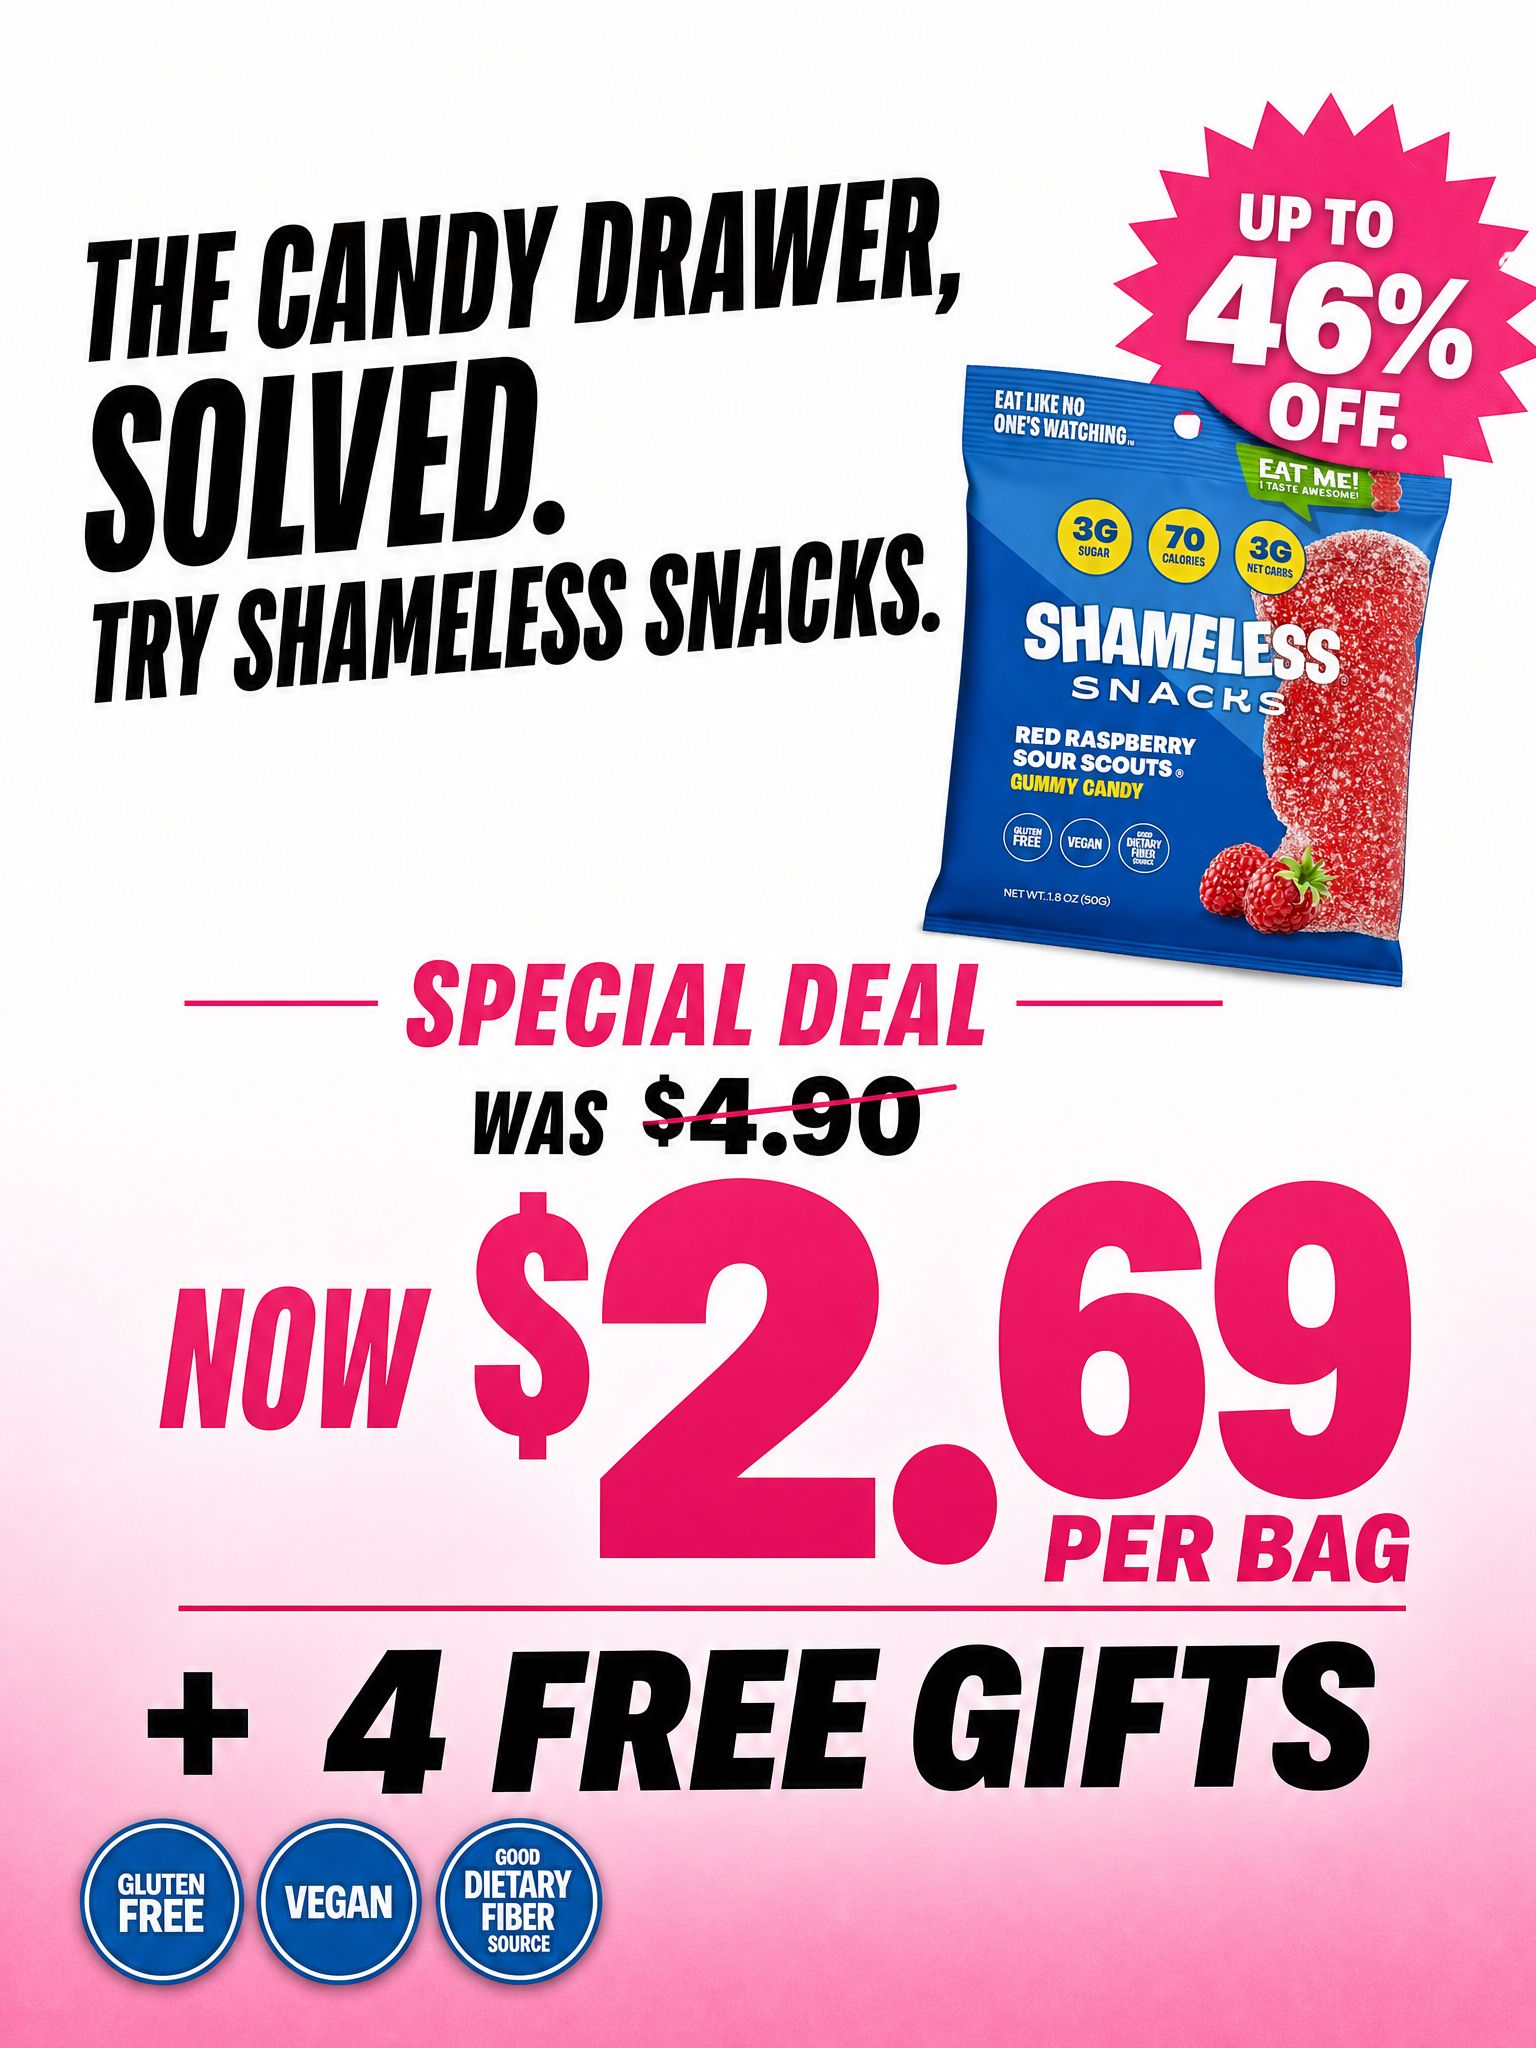 THE CANDY DRAWER,
SOLVED.
TRY SHAMELESS SNACKS.
UP TO
46%
OFF.
EAT LIKE NO
ONE'S WATCHING™
EAT ME!
I TASTE AWESOME!
3G
SUGAR
70
CALORIES
3G
NET CARBS
SHAMELESS
SNACKS
RED RASPBERRY
SOUR SCOUTS®
GUMMY CANDY
GLUTEN
FREE
VEGAN
GOOD
DIETARY
FIBER
SOURCE
NET WT..1.8 OZ (50G)
SPECIAL DEAL
WAS $4.90
NOW $2.69
PER BAG
+ 4 FREE GIFTS
GLUTEN
FREE
VEGAN
GOOD
DIETARY
FIBER
SOURCE